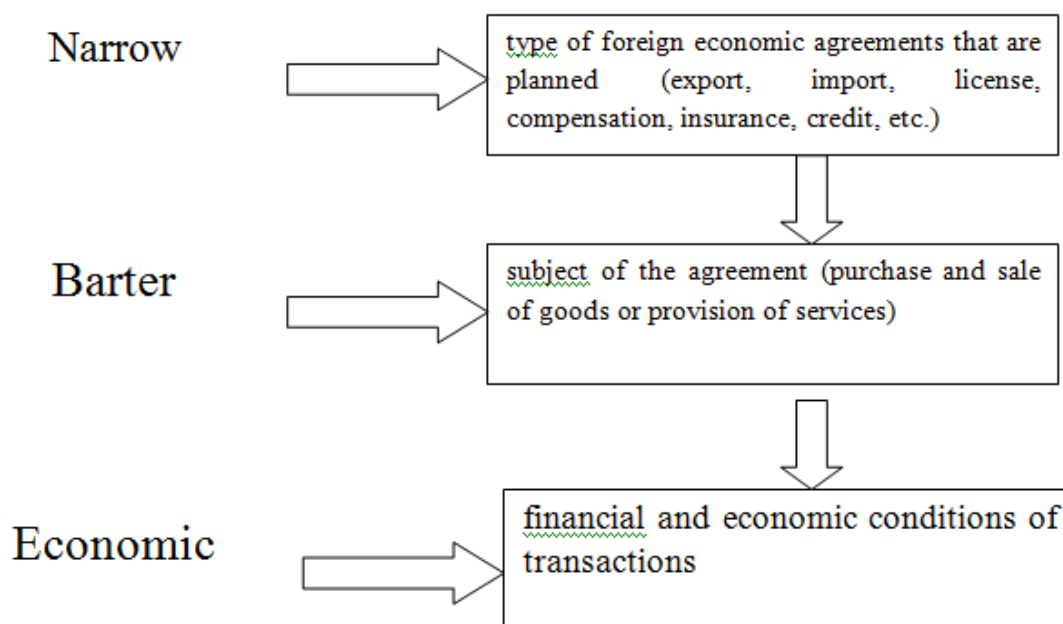 Narrow
type of foreign economic agreements that are
planned (export, import, license,
compensation, insurance, credit, etc.)
Barter
subject of the agreement (purchase and sale
of goods or provision of services)
Economic
financial and economic conditions of
transactions